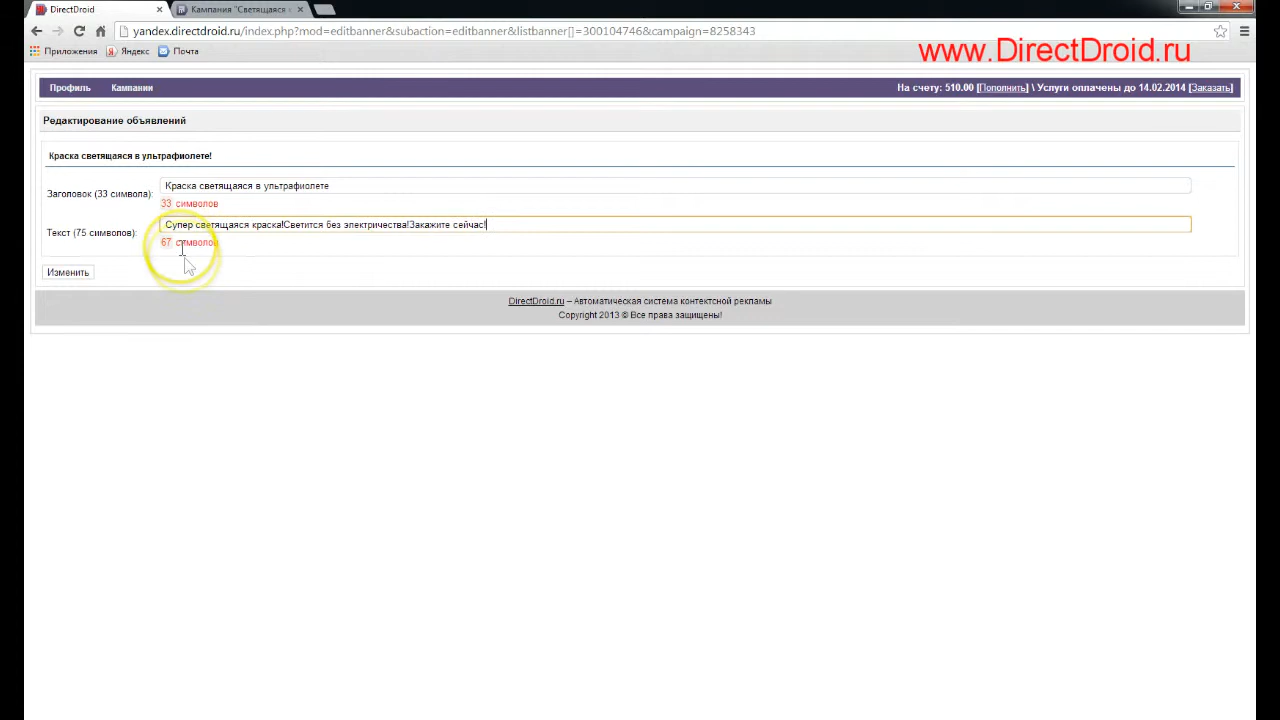 DirectDroid
Кампания "Светящаяся
yandex.directdroid.ru/index.php?mod=editbanner&subaction=editbanner&listbanner[]=300104746&campaign=8258343
Приложения Яндекс Почта
www.DirectDroid.ru
Профиль Кампании На счету: 510.00 [Пополнить] \ Услуги оплачены до 14.02.2014 [Заказать]
Редактирование объявлений
Краска светящаяся в ультрафиолете!
Заголовок (33 символа): Краска светящаяся в ультрафиолете
33 символов
Текст (75 символов): Супер светящаяся краска!Светится без электричества!Закажите сейчас!
67 символов
Изменить
DirectDroid.ru – Автоматическая система контекстной рекламы
Copyright 2013 © Все права защищены!